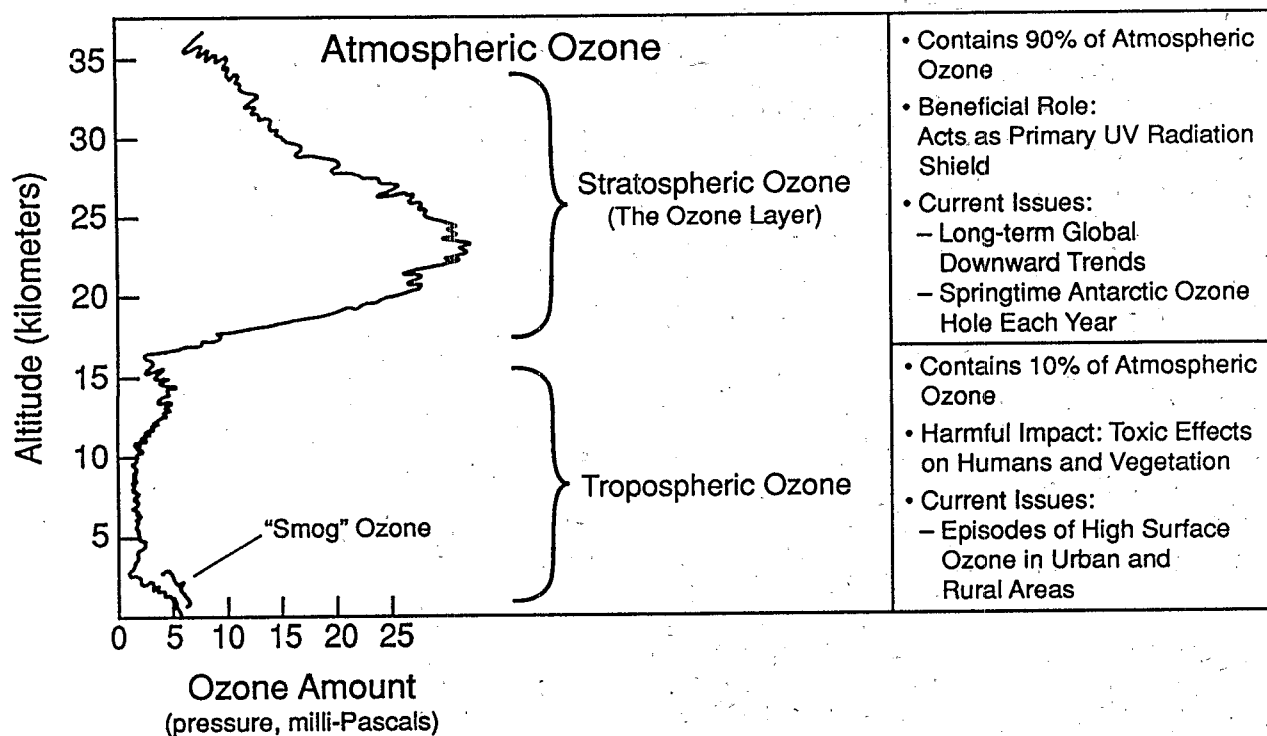 Atmospheric Ozone
Altitude (kilometers)
35
30
25
20
15
10
5
Stratospheric Ozone
(The Ozone Layer)
Tropospheric Ozone
"Smog" Ozone
0 5 10 15 20 25
Ozone Amount
(pressure, milli-Pascals)
• Contains 90% of Atmospheric
Ozone
• Beneficial Role:
Acts as Primary UV Radiation
Shield
• Current Issues:
– Long-term Global
Downward Trends
– Springtime Antarctic Ozone
Hole Each Year
• Contains 10% of Atmospheric
Ozone
• Harmful Impact: Toxic Effects
on Humans and Vegetation
• Current Issues:
– Episodes of High Surface
Ozone in Urban and
Rural Areas